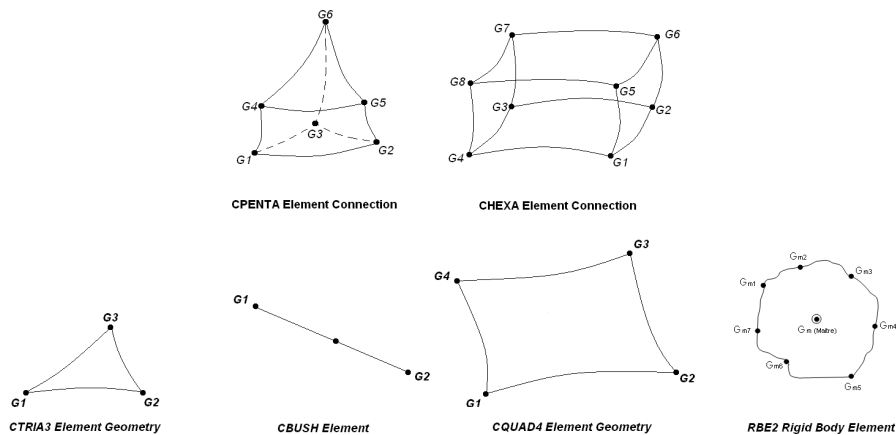 G6
G4
G5
G3
G1
G2
CPENTA Element Connection
G7
G6
G8
G5
G3
G2
G4
G1
CHEXA Element Connection
G3
G1
G2
CTRIA3 Element Geometry
G1
G2
CBUSH Element
G3
G4
G2
G1
CQUAD4 Element Geometry
Gm2
Gm3
Gm1
Gm7
Gm (Maitre)
Gm4
Gm6
Gm5
RBE2 Rigid Body Element